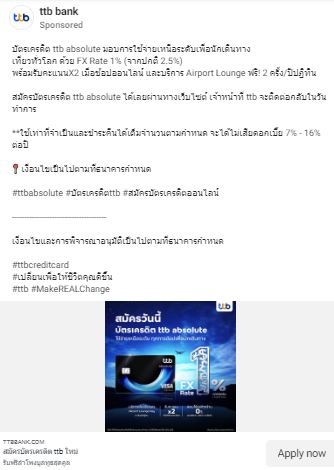 ttb bank
Sponsored
บัตรเครดิต ttb absolute มอบการใช้จ่ายเหนือระดับเพื่อนักเดินทาง
เที่ยวทั่วโลก ด้วย FX Rate 1% (จากปกติ 2.5%)
พร้อมรับคะแนนX2 เมื่อช้อปออนไลน์ และบริการ Airport Lounge ฟรี! 2 ครั้ง/ปีปฏิทิน
สมัครบัตรเครดิต ttb absolute ได้เลยผ่านทางเว็บไซต์ เจ้าหน้าที่ ttb จะติดต่อกลับในวัน
ทำการ
**ใช้เท่าที่จำเป็นและชำระคืนได้เต็มจำนวนตามกำหนด จะได้ไม่เสียดอกเบี้ย 7% - 16%
ต่อปี
เงื่อนไขเป็นไปตามที่ธนาคารกำหนด
#ttbabsolute #บัตรเครดิตttb #สมัครบัตรเครดิตออนไลน์
------------------------------------
เงื่อนไขและการพิจารณาอนุมัติเป็นไปตามที่ธนาคารกำหนด
#ttbcreditcard
#เปลี่ยนเพื่อให้ชีวิตคุณดีขึ้น
#ttb #MakeREALChange
ttb
สมัครวันนี้
บัตรเครดิต ttb absolute
VISA
FX
Rate
1%
x2
0%
TTBBANK.COM
สมัครบัตรเครดิต ttb ใหม่
รับฟรีลำโพงบลูทูธสุดคูล
Apply now